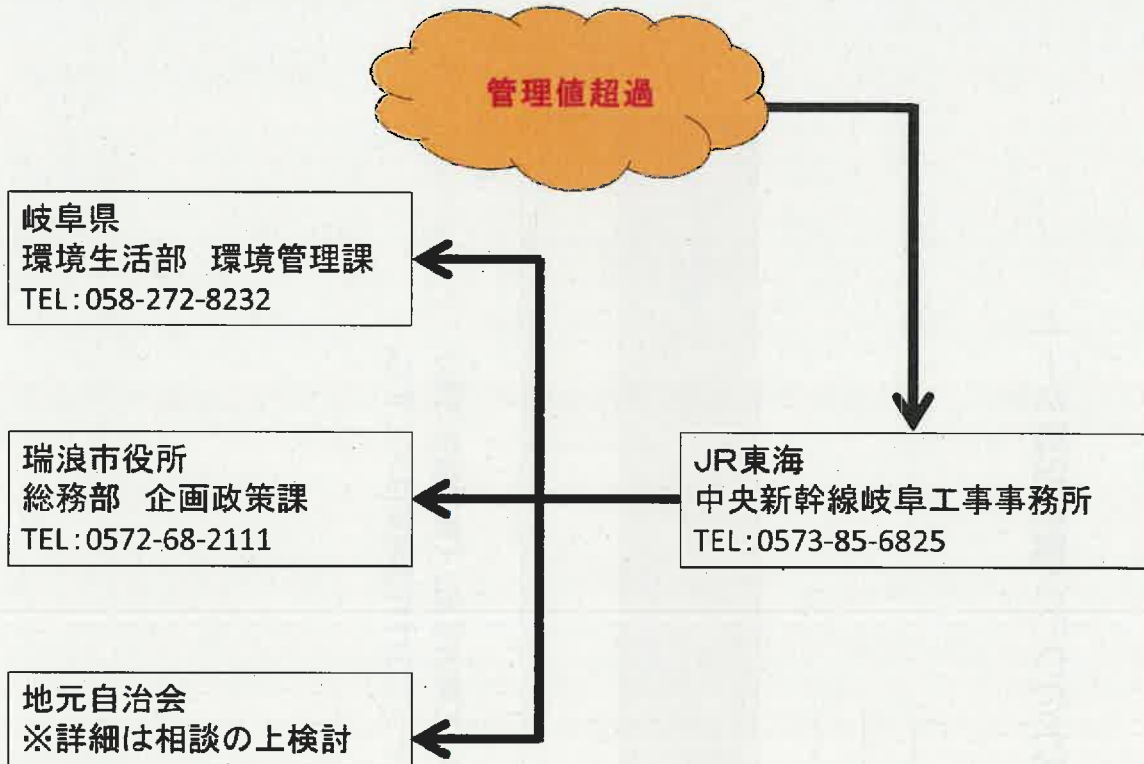 管理値超過
岐阜県
環境生活部 環境管理課
TEL:058-272-8232
瑞浪市役所
総務部 企画政策課
TEL:0572-68-2111
JR東海
中央新幹線岐阜工事事務所
TEL:0573-85-6825
地元自治会
※詳細は相談の上検討